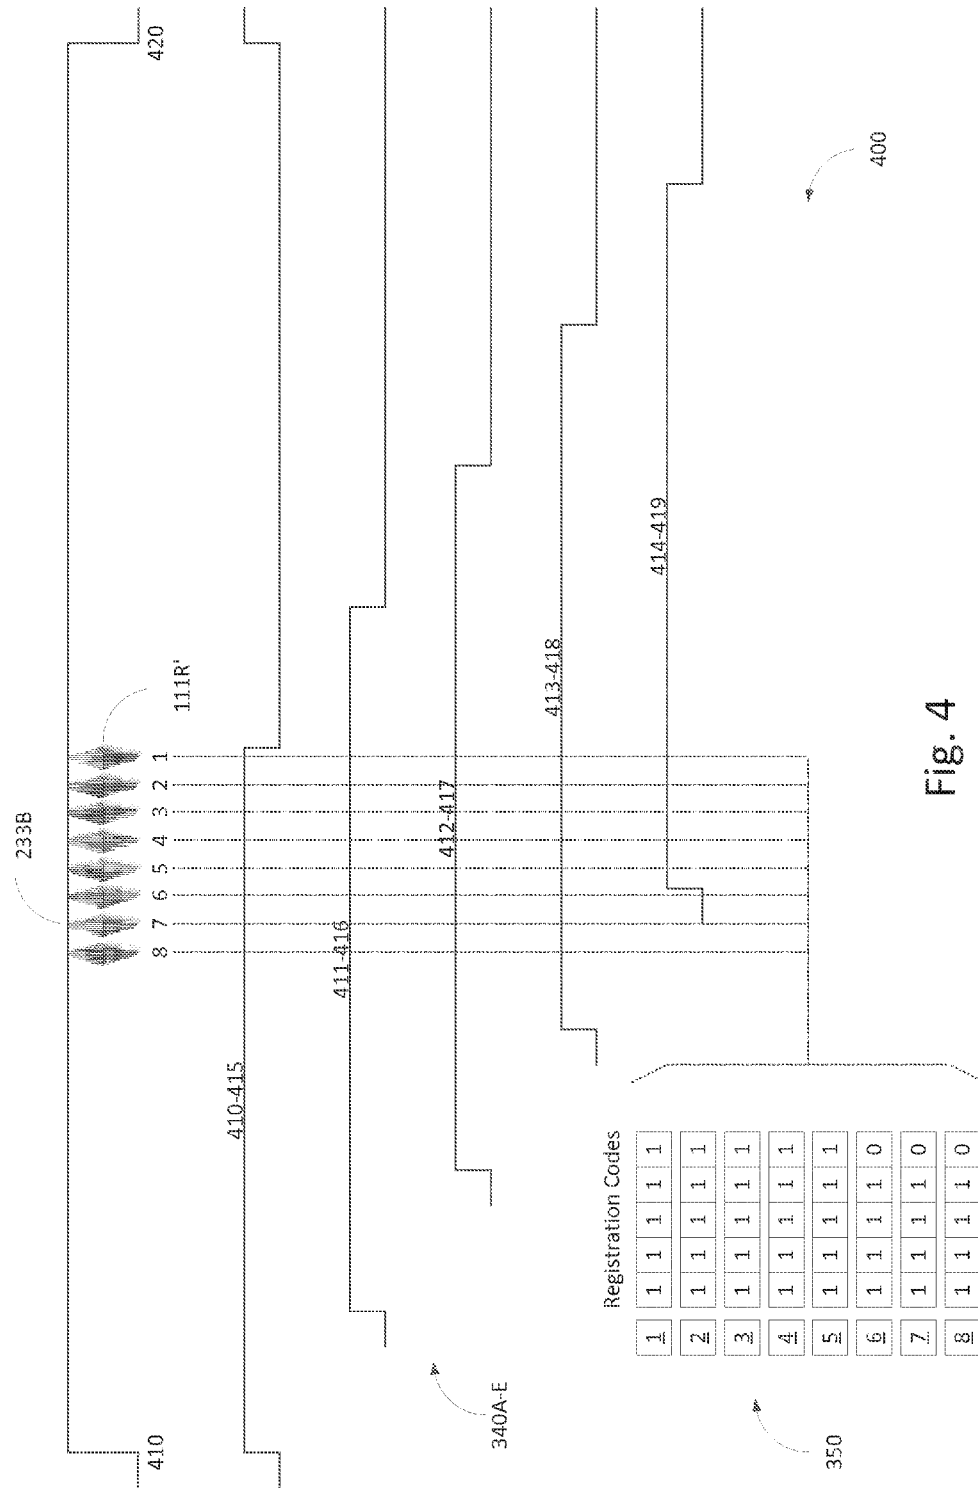 233B
111R'
8 7 6 5 4 3 2 1
410
420
410-415
411-416
412-417
413-418
414-419
340A-E
400
Registration Codes
1 1 1 1 1 1
2 1 1 1 1 1
3 1 1 1 1 1
4 1 1 1 1 1
5 1 1 1 1 1
6 1 1 1 1 0
7 1 1 1 1 0
8 1 1 1 1 0
350
Fig. 4